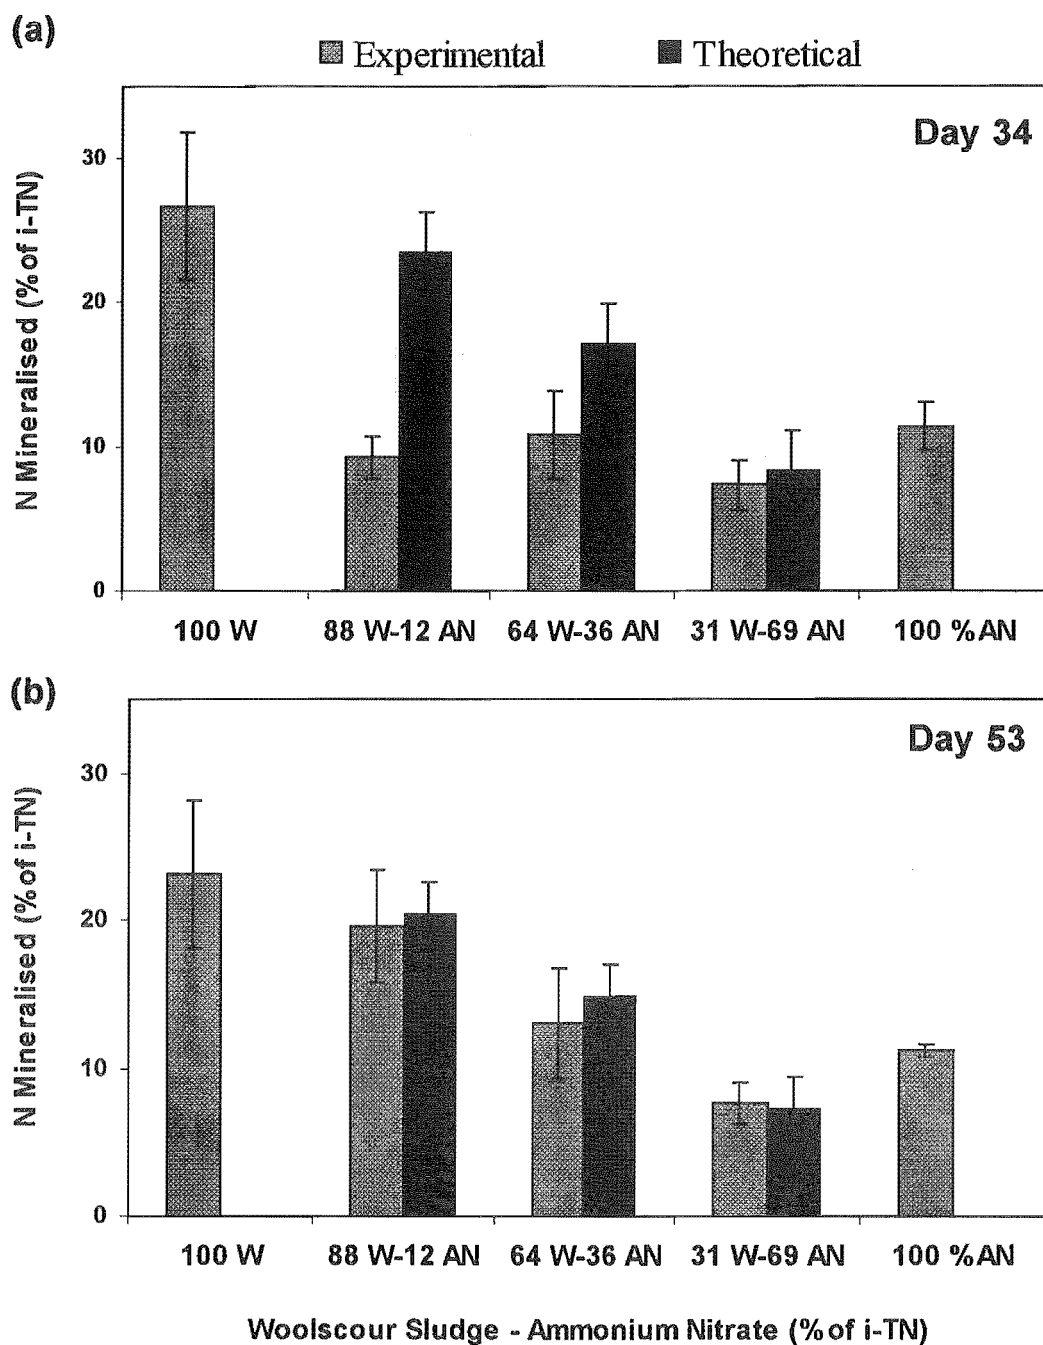 (a)
Experimental Theoretical
Day 34
N Mineralised (% of i-TN)
30
20
10
0
100 W 88 W-12 AN 64 W-36 AN 31 W-69 AN 100 %AN
(b)
Day 53
N Mineralised (% of i-TN)
30
20
10
0
100 W 88 W-12 AN 64 W-36 AN 31 W-69 AN 100 %AN
Woolscour Sludge - Ammonium Nitrate (% of i-TN)